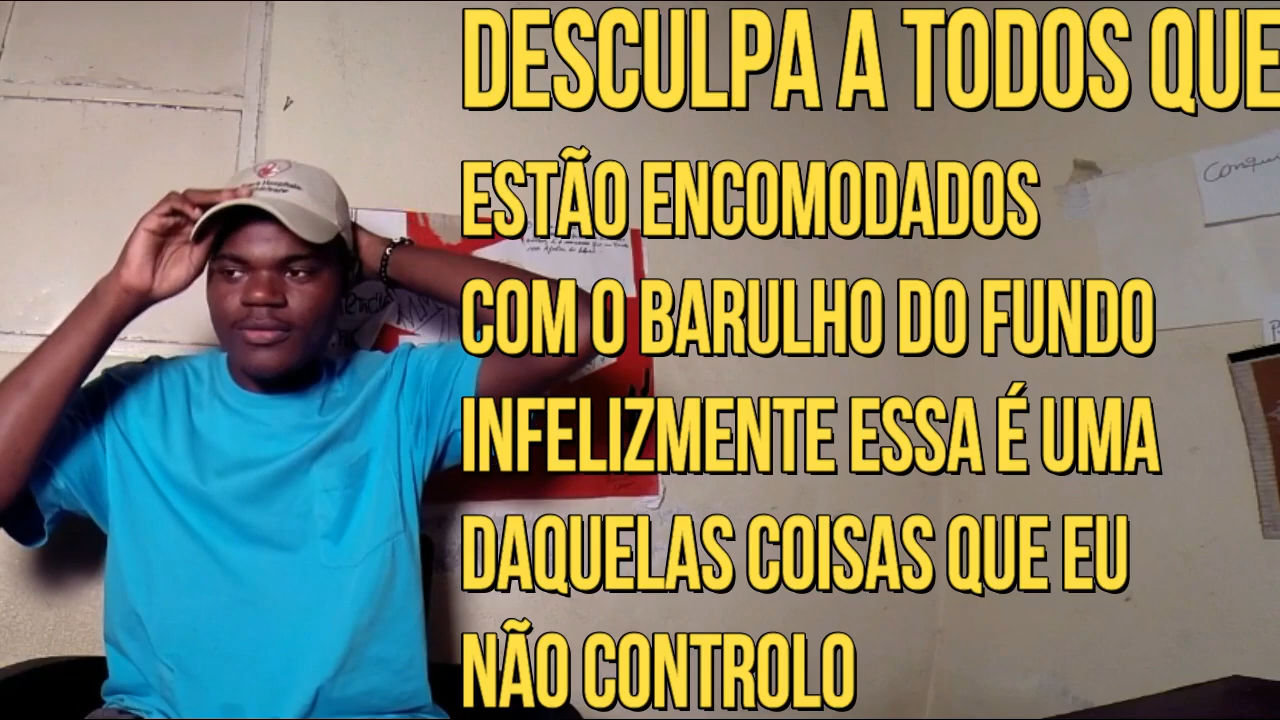 DESCULPA A TODOS QUE
ESTÃO ENCOMODADOS
COM O BARULHO DO FUNDO
INFELIZMENTE ESSA É UMA
DAQUELAS COISAS QUE EU
NÃO CONTROLO